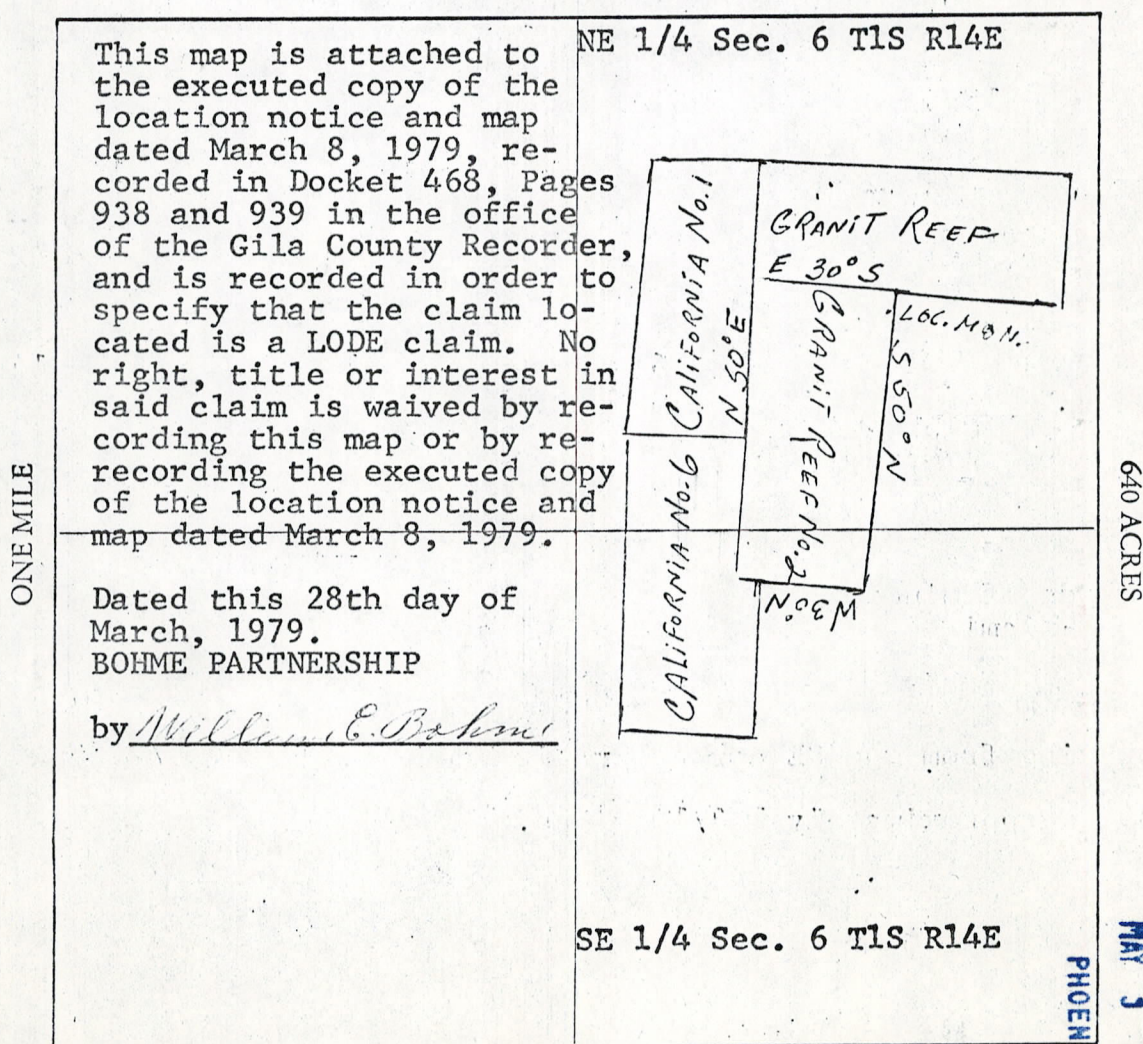 This map is attached to
the executed copy of the
location notice and map
dated March 8, 1979, re-
corded in Docket 468, Pages
938 and 939 in the office
of the Gila County Recorder,
and is recorded in order to
specify that the claim lo-
cated is a LODE claim. No
right, title or interest in
said claim is waived by re-
cording this map or by re-
recording the executed copy
of the location notice and
map dated March 8, 1979.
Dated this 28th day of
March, 1979.
BOHME PARTNERSHIP
by William E. Bohme
NE 1/4 Sec. 6 T1S R14E
GRANIT REEF
E 30° S
LOC. MON.
CALIFORNIA No. 1
N 50° E
GRANIT REEF No. 2
S 50° N
W 30° N
CALIFORNIA No. 6
SE 1/4 Sec. 6 T1S R14E
ONE MILE
640 ACRES
MAY
PHOEN